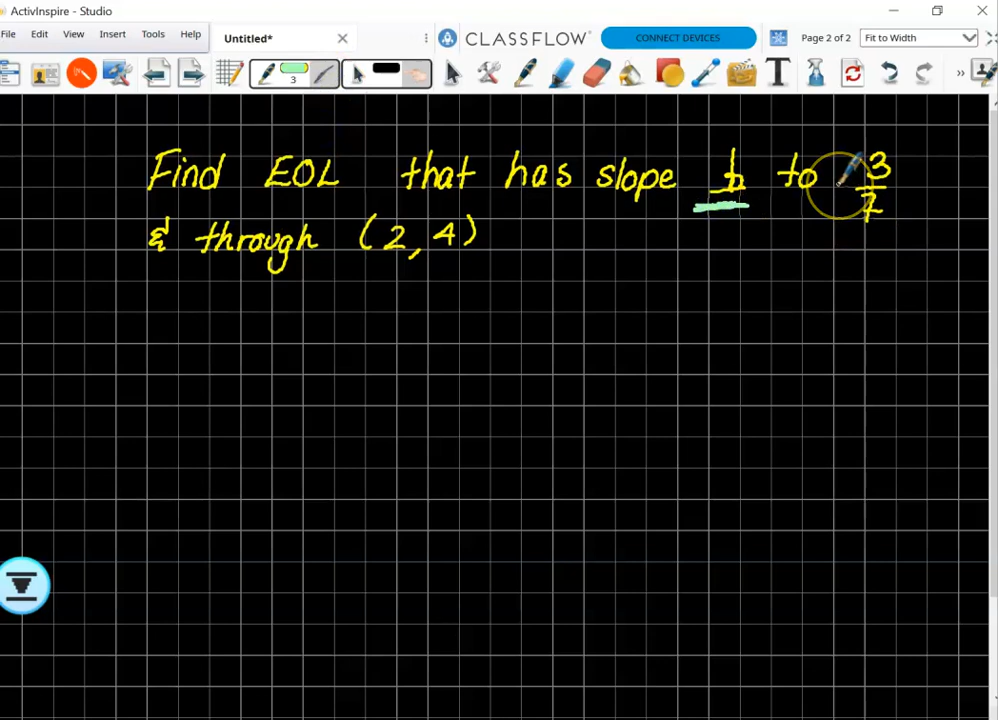 ActivInspire - Studio
File Edit View Insert Tools Help
Untitled*
CLASSFLOW
CONNECT DEVICES
Page 2 of 2
Fit to Width
3
Find EOL that has slope ⊥ to 3/7
& through (2, 4)